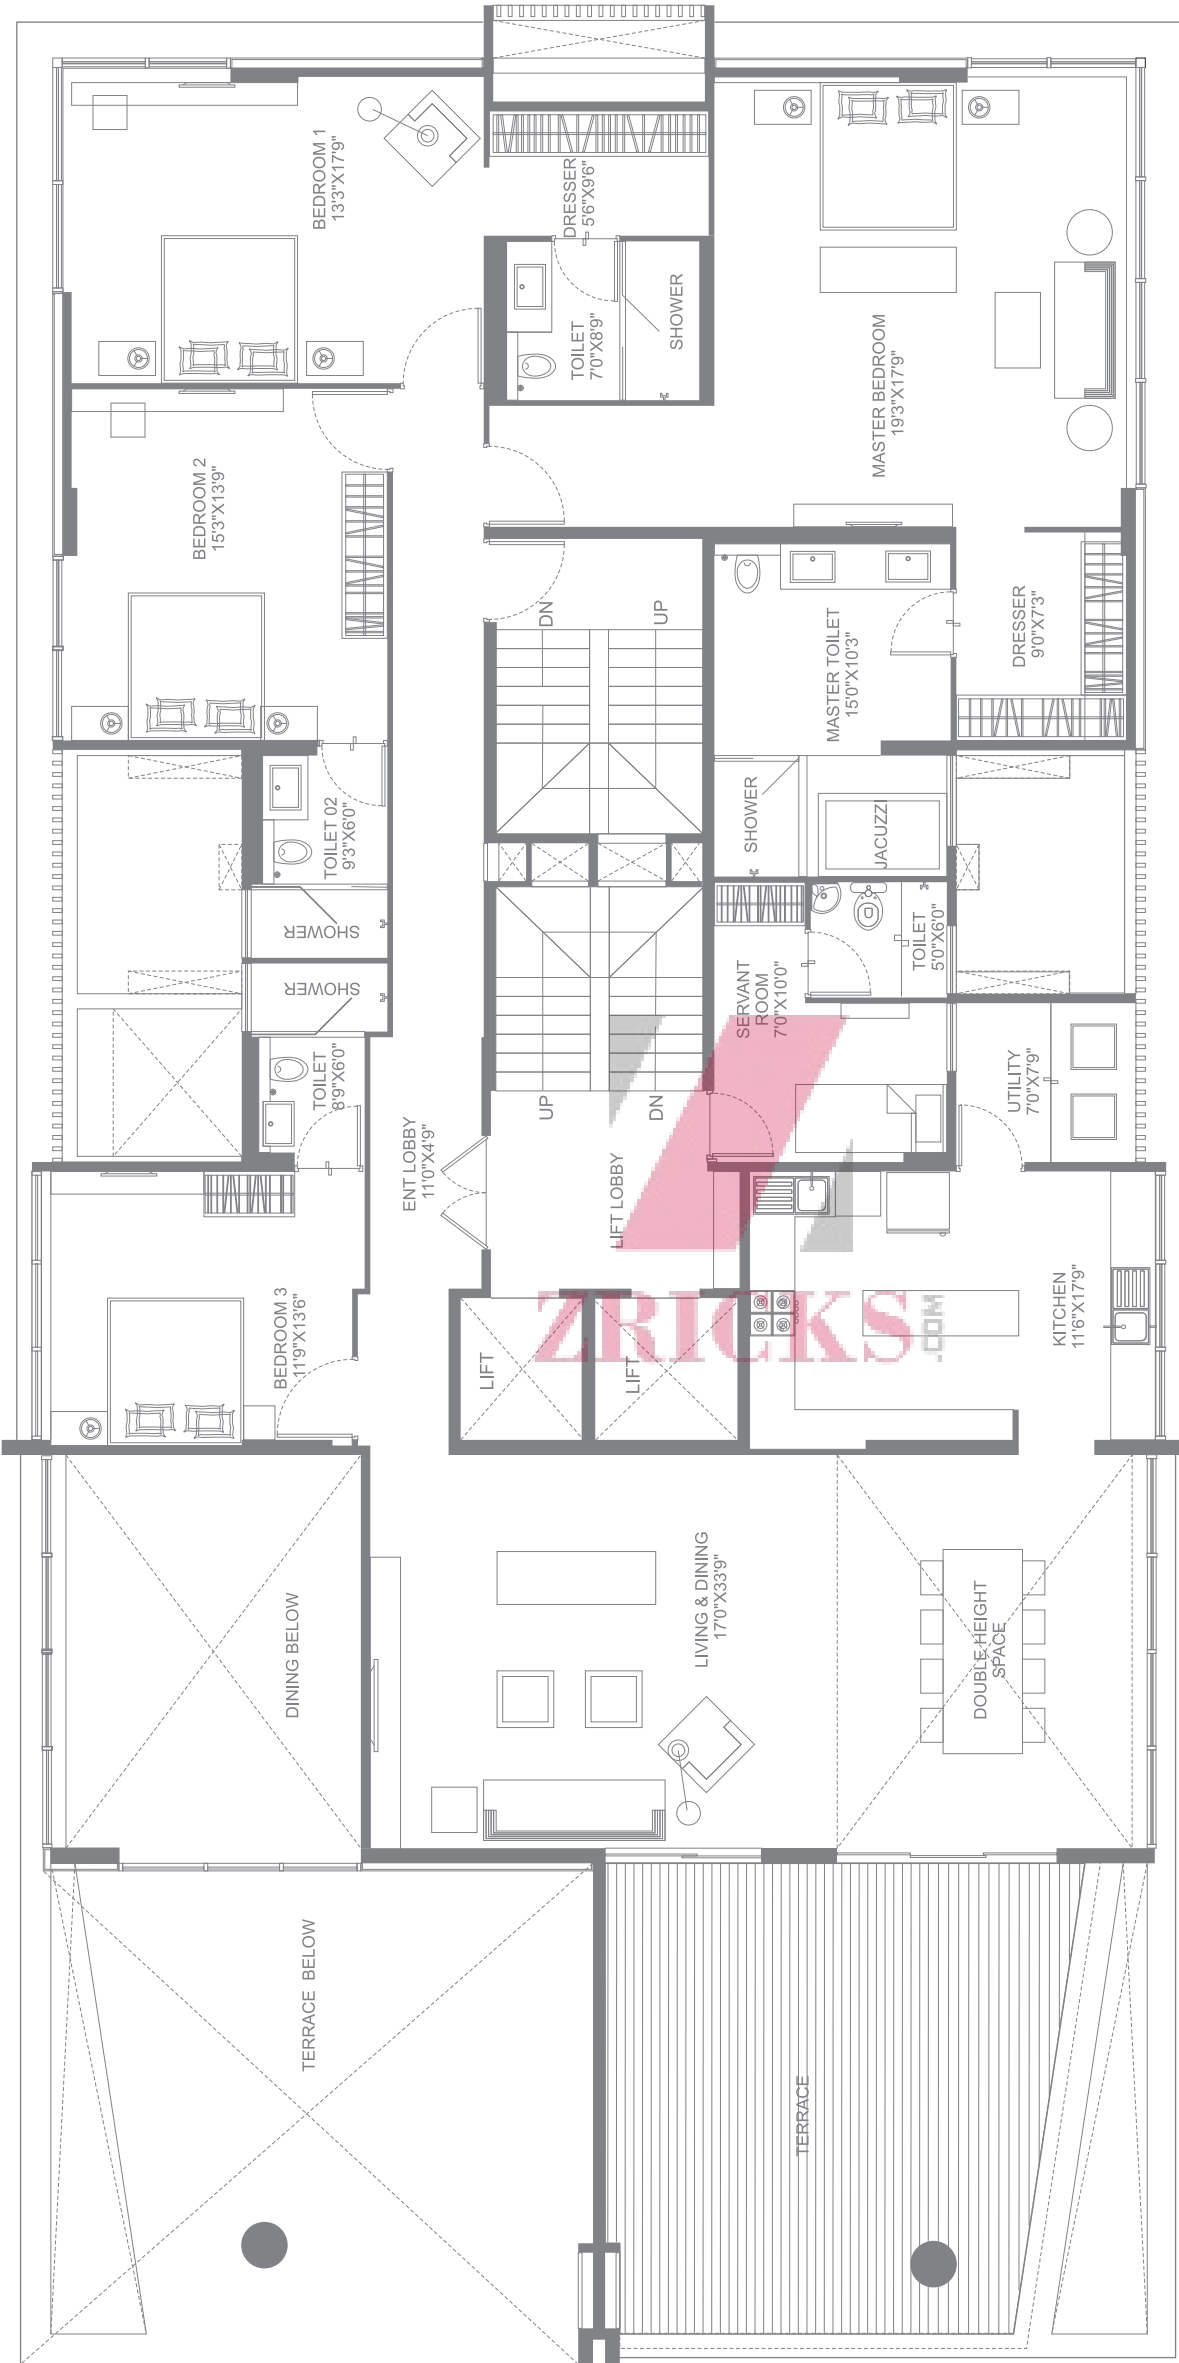 BEDROOM 1
13'3"X17'9"
DRESSER
5'6"X9'6"
TOILET
7'0"X8'9"
SHOWER
MASTER BEDROOM
19'3"X17'9"
BEDROOM 2
15'3"X13'9"
DN
UP
MASTER TOILET
15'0"X10'3"
DRESSER
9'0"X7'3"
TOILET 02
9'3"X6'0"
SHOWER
SHOWER
JACUZZI
SHOWER
TOILET
8'9"X6'0"
SERVANT
ROOM
7'0"X10'0"
TOILET
5'0"X6'0"
UTILITY
7'0"X7'9"
ENT LOBBY
11'0"X4'9"
UP
DN
LIFT LOBBY
BEDROOM 3
11'9"X13'6"
LIFT
LIFT
KITCHEN
11'6"X17'9"
ZRICKS.COM
DINING BELOW
LIVING & DINING
17'0"X33'9"
DOUBLE HEIGHT
SPACE
TERRACE BELOW
TERRACE